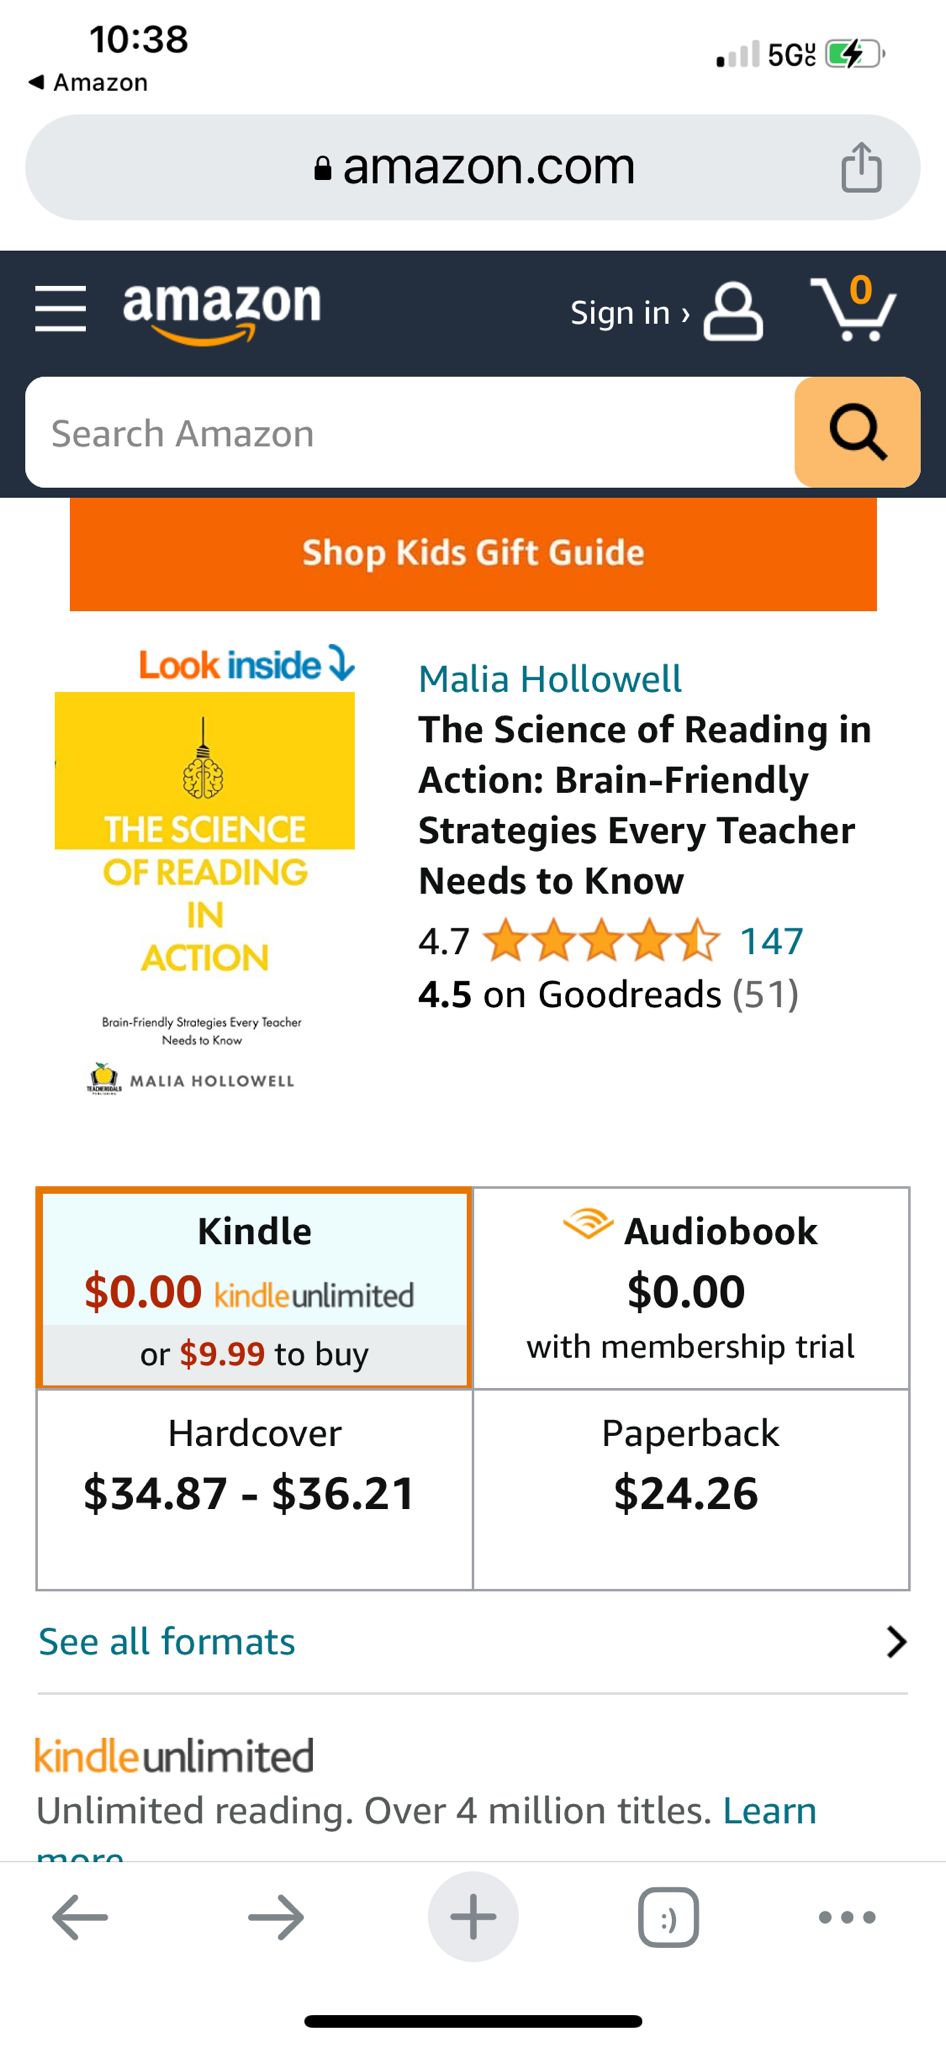 10:38
5G UC
◀ Amazon
amazon.com
amazon
Sign in ›
0
Search Amazon
Shop Kids Gift Guide
Look inside
THE SCIENCE
OF READING
IN
ACTION
Brain-Friendly Strategies Every Teacher
Needs to Know
MALIA HOLLOWELL
Malia Hollowell
The Science of Reading in
Action: Brain-Friendly
Strategies Every Teacher
Needs to Know
4.7 147
4.5 on Goodreads (51)
Kindle
$0.00 kindleunlimited
or $9.99 to buy
Audiobook
$0.00
with membership trial
Hardcover
$34.87 - $36.21
Paperback
$24.26
See all formats
kindleunlimited
Unlimited reading. Over 4 million titles. Learn
more
:)